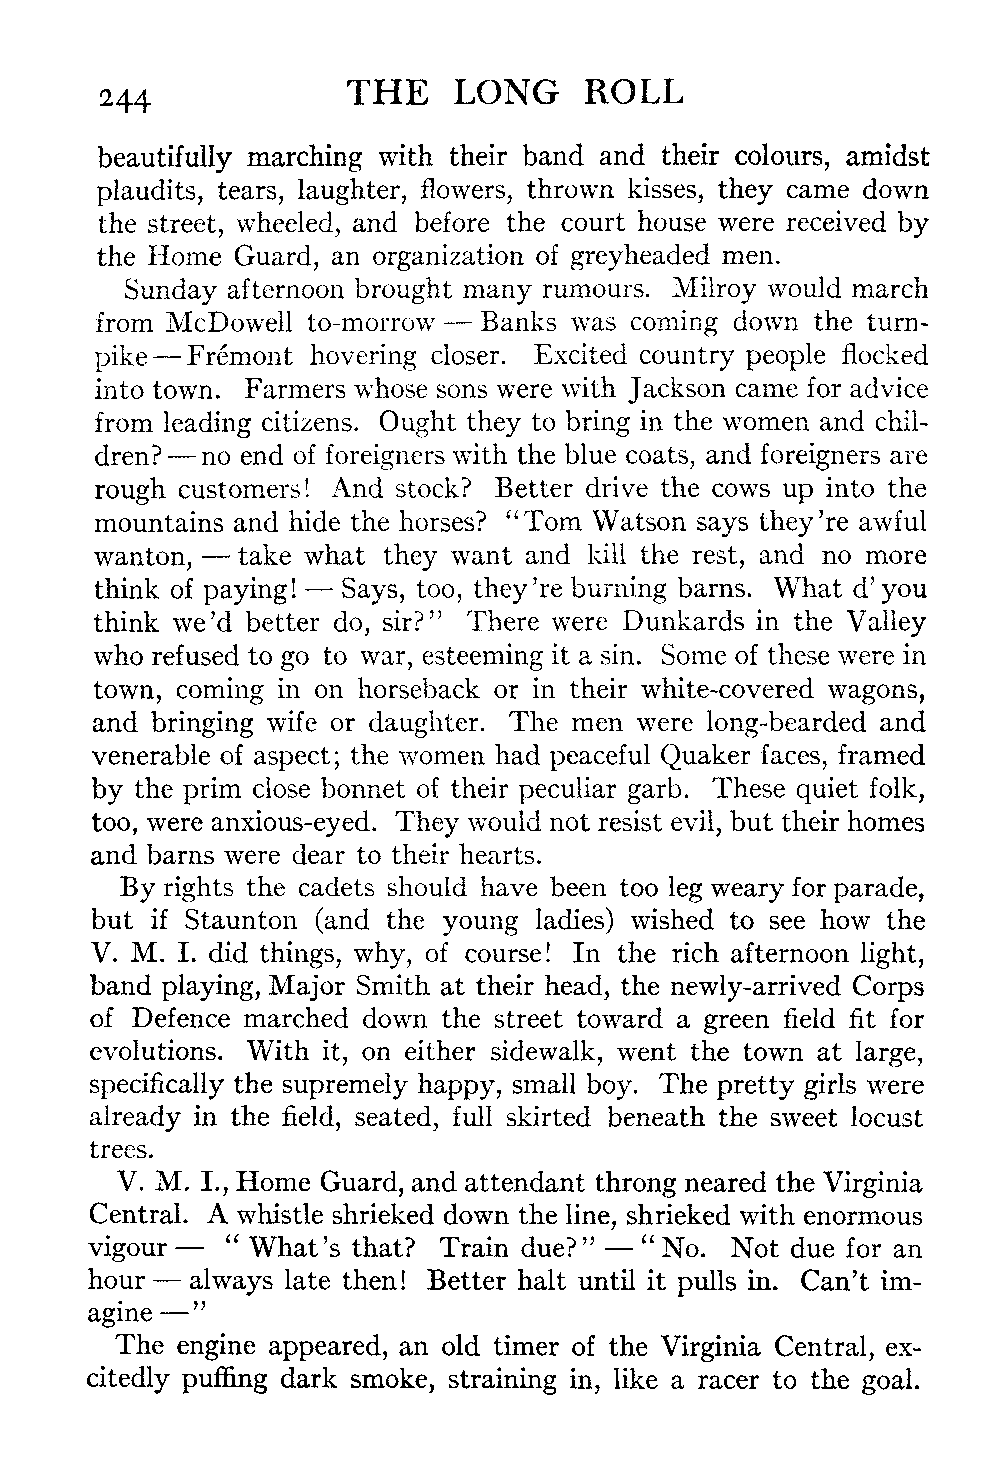 244 THE LONG ROLL
beautifully marching with their band and their colours, amidst
plaudits, tears, laughter, flowers, thrown kisses, they came down
the street, wheeled, and before the court house were received by
the Home Guard, an organization of greyheaded men.
Sunday afternoon brought many rumours. Milroy would march
from McDowell to-morrow — Banks was coming down the turn-
pike — Frémont hovering closer. Excited country people flocked
into town. Farmers whose sons were with Jackson came for advice
from leading citizens. Ought they to bring in the women and chil-
dren? — no end of foreigners with the blue coats, and foreigners are
rough customers! And stock? Better drive the cows up into the
mountains and hide the horses? "Tom Watson says they're awful
wanton, — take what they want and kill the rest, and no more
think of paying! — Says, too, they're burning barns. What d' you
think we'd better do, sir?" There were Dunkards in the Valley
who refused to go to war, esteeming it a sin. Some of these were in
town, coming in on horseback or in their white-covered wagons,
and bringing wife or daughter. The men were long-bearded and
venerable of aspect; the women had peaceful Quaker faces, framed
by the prim close bonnet of their peculiar garb. These quiet folk,
too, were anxious-eyed. They would not resist evil, but their homes
and barns were dear to their hearts.
By rights the cadets should have been too leg weary for parade,
but if Staunton (and the young ladies) wished to see how the
V. M. I. did things, why, of course! In the rich afternoon light,
band playing, Major Smith at their head, the newly-arrived Corps
of Defence marched down the street toward a green field fit for
evolutions. With it, on either sidewalk, went the town at large,
specifically the supremely happy, small boy. The pretty girls were
already in the field, seated, full skirted beneath the sweet locust
trees.
V. M. I., Home Guard, and attendant throng neared the Virginia
Central. A whistle shrieked down the line, shrieked with enormous
vigour — " What's that? Train due?" — " No. Not due for an
hour — always late then! Better halt until it pulls in. Can't im-
agine —"
The engine appeared, an old timer of the Virginia Central, ex-
citedly puffing dark smoke, straining in, like a racer to the goal.